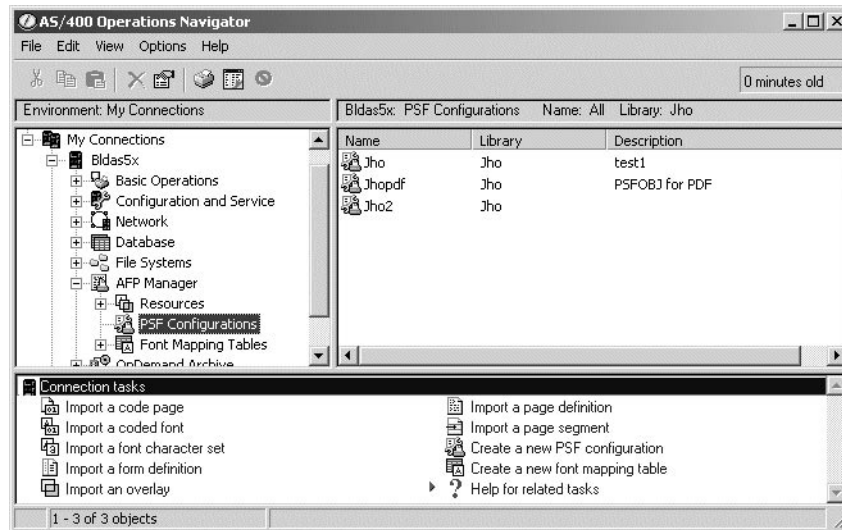 AS/400 Operations Navigator
File Edit View Options Help
0 minutes old
Environment: My Connections
Bldas5x: PSF Configurations Name: All Library: Jho
My Connections
Bldas5x
Basic Operations
Configuration and Service
Network
Database
File Systems
AFP Manager
Resources
PSF Configurations
Font Mapping Tables
OnDemand Archive
Name Library Description
Jho Jho test1
Jhopdf Jho PSFOBJ for PDF
Jho2 Jho
Connection tasks
Import a code page
Import a coded font
Import a font character set
Import a form definition
Import an overlay
Import a page definition
Import a page segment
Create a new PSF configuration
Create a new font mapping table
Help for related tasks
1 - 3 of 3 objects